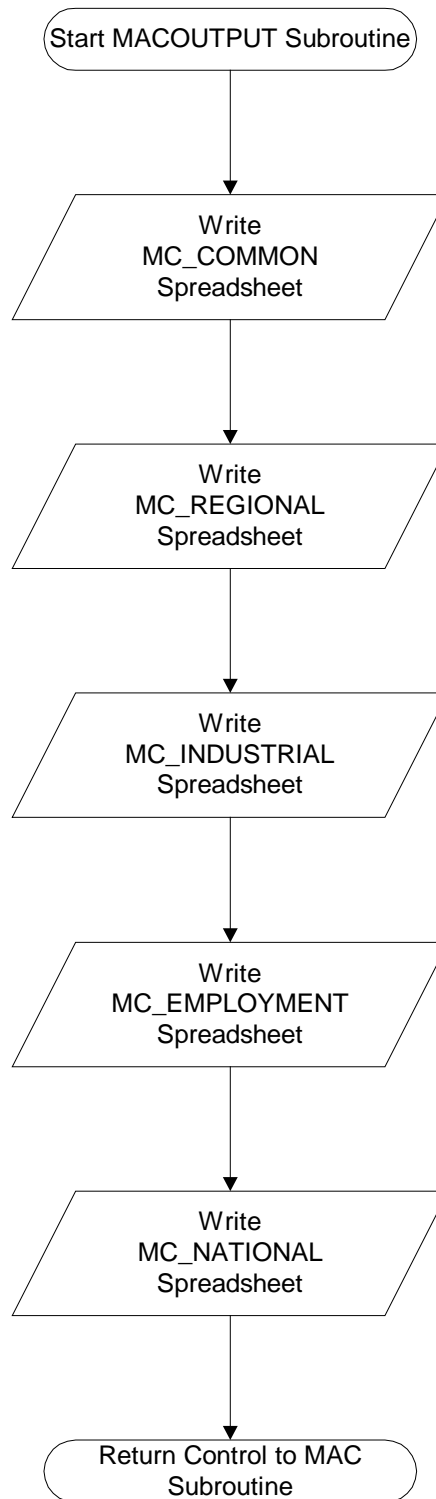 Start MACOUTPUT Subroutine
Write
MC_COMMON
Spreadsheet
Write
MC_REGIONAL
Spreadsheet
Write
MC_INDUSTRIAL
Spreadsheet
Write
MC_EMPLOYMENT
Spreadsheet
Write
MC_NATIONAL
Spreadsheet
Return Control to MAC
Subroutine